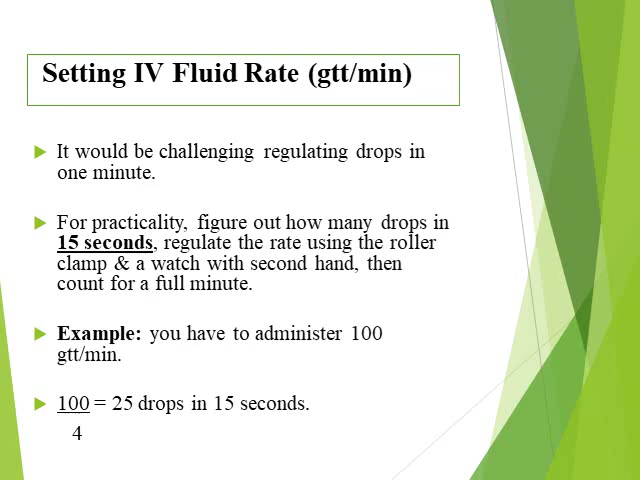 Setting IV Fluid Rate (gtt/min)
It would be challenging regulating drops in
one minute.
For practicality, figure out how many drops in
15 seconds, regulate the rate using the roller
clamp & a watch with second hand, then
count for a full minute.
Example: you have to administer 100
gtt/min.
100 = 25 drops in 15 seconds.
4